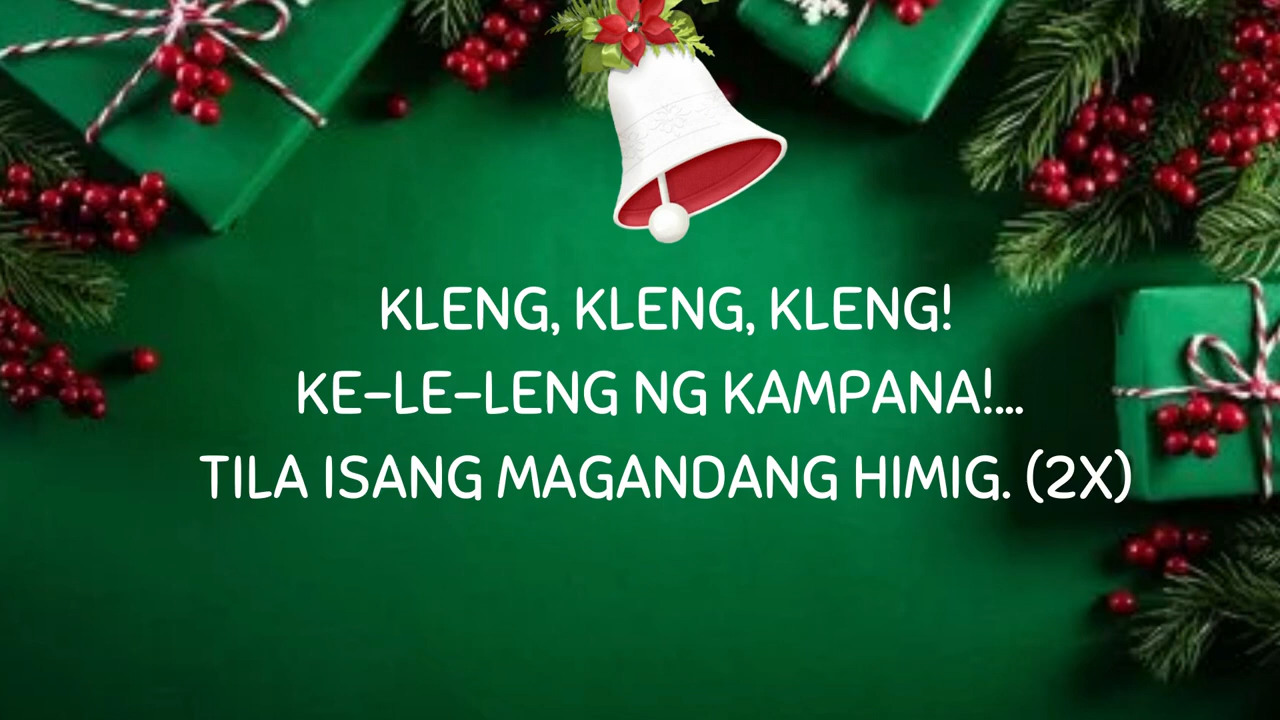 KLENG, KLENG, KLENG!
KE-LE-LENG NG KAMPANA!...
TILA ISANG MAGANDANG HIMIG. (2X)